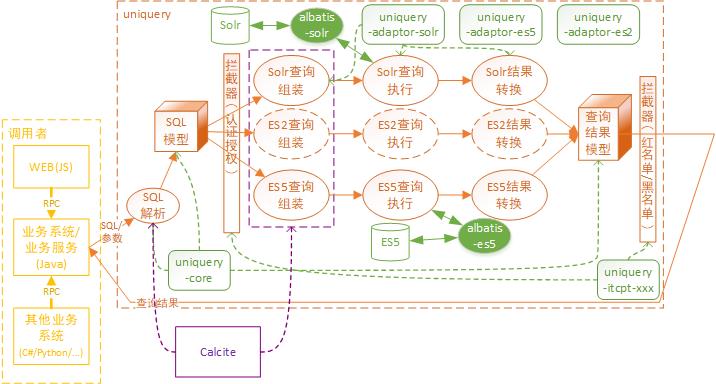 uniquery
Solr
albatis
-solr
uniquery
-adaptor-solr
uniquery
-adaptor-es5
uniquery
-adaptor-es2
拦截器（认证授权）
Solr查询
组装
Solr查询
执行
Solr结果
转换
拦截器（红名单/黑名单）
SQL
模型
ES2查询
组装
ES2查询
执行
ES2结果
转换
查询
结果
模型
调用者
WEB(JS)
RPC
SQL
解析
ES5查询
组装
ES5查询
执行
ES5结果
转换
SQL/
参数
业务系统/
业务服务
(Java)
ES5
albatis
-es5
uniquery
-core
uniquery
-itcpt-xxx
RPC
查询结果
其他业务
系统
(C#/Python/...)
Calcite